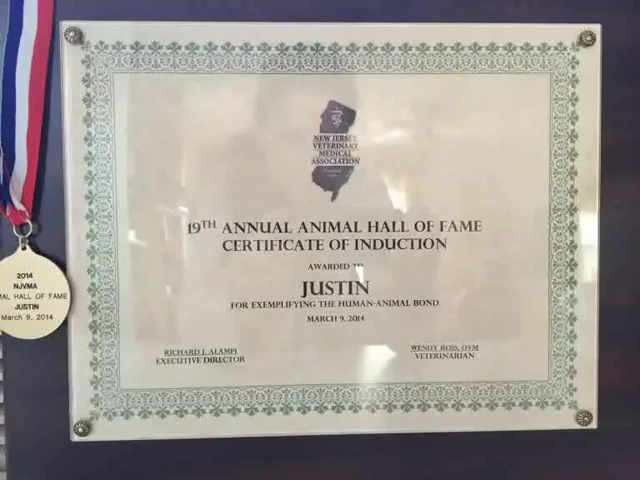 NEW JERSEY
VETERINARY
MEDICAL
ASSOCIATION
19TH ANNUAL ANIMAL HALL OF FAME
CERTIFICATE OF INDUCTION
AWARDED TO
JUSTIN
FOR EXEMPLIFYING THE HUMAN-ANIMAL BOND
MARCH 9, 2014
RICHARD J. ALAMPI
EXECUTIVE DIRECTOR
WENDY ROSS, DVM
VETERINARIAN
2014
NJVMA
MAL HALL OF FAME
JUSTIN
March 9, 2014